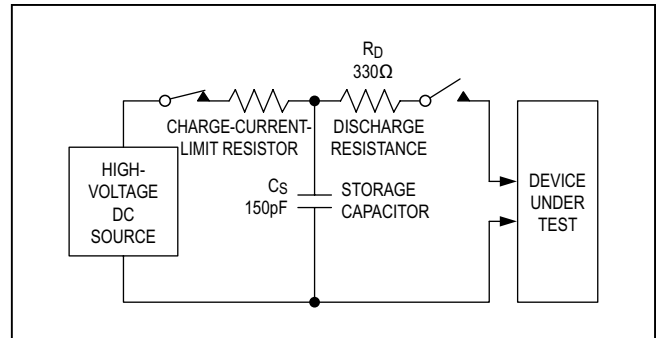 RD
330Ω
CHARGE-CURRENT-
LIMIT RESISTOR
DISCHARGE
RESISTANCE
HIGH-
VOLTAGE
DC
SOURCE
CS
150pF
STORAGE
CAPACITOR
DEVICE
UNDER
TEST